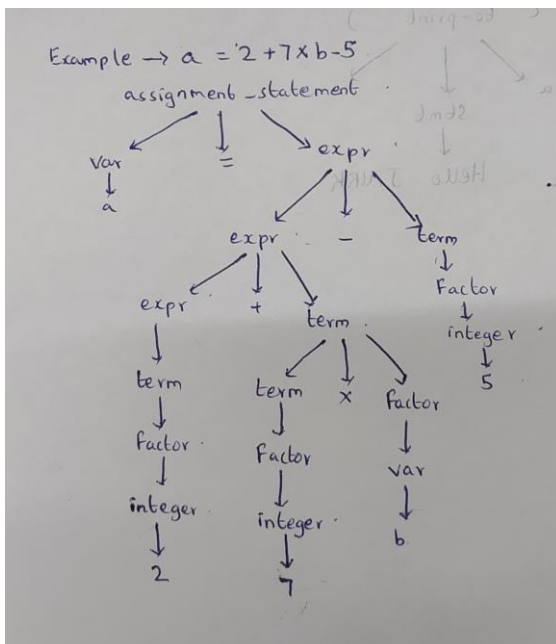 Example → a = 2 + 7 x b - 5
assignment_statement
var = expr
a
expr - term
expr + term Factor
integer
term term x factor 5
Factor Factor var
integer integer b
2 7